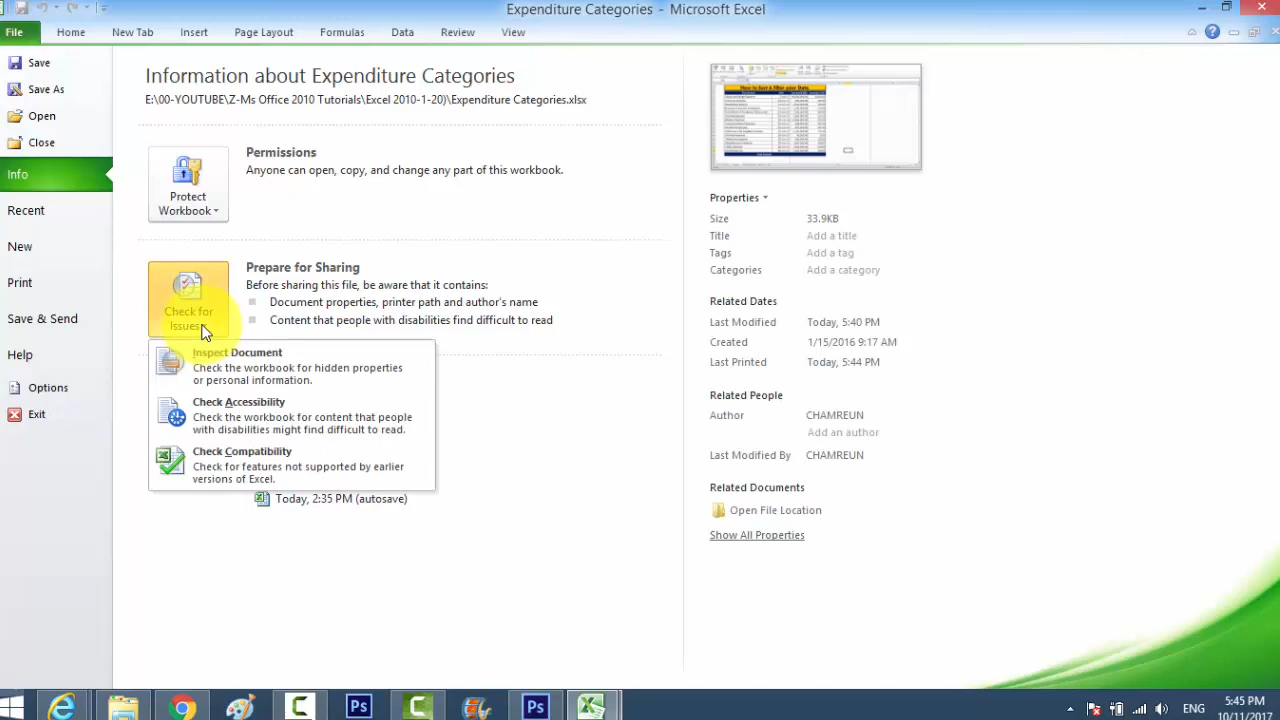 Expenditure Categories - Microsoft Excel
File Home New Tab Insert Page Layout Formulas Data Review View
Save
Save As
Open
Close
Info
Recent
New
Print
Save & Send
Help
Options
Exit
Information about Expenditure Categories
E:\00- YOUTUBE\Z-Ms Office 2010\Tutorial(Excel 2010-1-20)\Expenditure Categories.xlsx
Protect
Workbook
Permissions
Anyone can open, copy, and change any part of this workbook.
Check for
Issues
Prepare for Sharing
Before sharing this file, be aware that it contains:
Document properties, printer path and author's name
Content that people with disabilities find difficult to read
Inspect Document
Check the workbook for hidden properties
or personal information.
Check Accessibility
Check the workbook for content that people
with disabilities might find difficult to read.
Check Compatibility
Check for features not supported by earlier
versions of Excel.
Today, 2:35 PM (autosave)
Properties
Size 33.9KB
Title Add a title
Tags Add a tag
Categories Add a category
Related Dates
Last Modified Today, 5:40 PM
Created 1/15/2016 9:17 AM
Last Printed Today, 5:44 PM
Related People
Author CHAMREUN
Add an author
Last Modified By CHAMREUN
Related Documents
Open File Location
Show All Properties
Ps
Ps
ENG
5:45 PM
10/11/2017